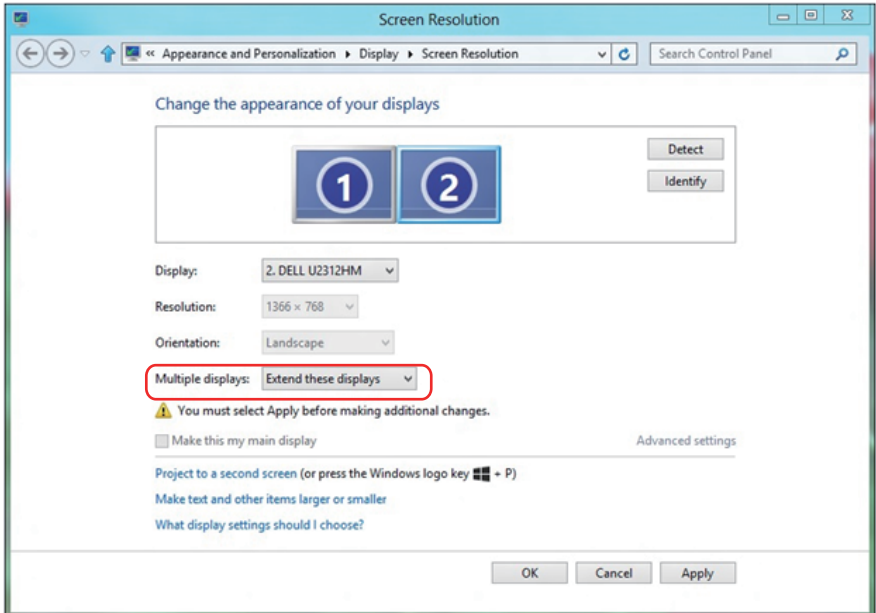 Screen Resolution
« Appearance and Personalization ▸ Display ▸ Screen Resolution
Search Control Panel
Change the appearance of your displays
1 2
Detect
Identify
Display: 2. DELL U2312HM
Resolution: 1366 × 768
Orientation: Landscape
Multiple displays: Extend these displays
You must select Apply before making additional changes.
Make this my main display
Advanced settings
Project to a second screen (or press the Windows logo key + P)
Make text and other items larger or smaller
What display settings should I choose?
OK Cancel Apply